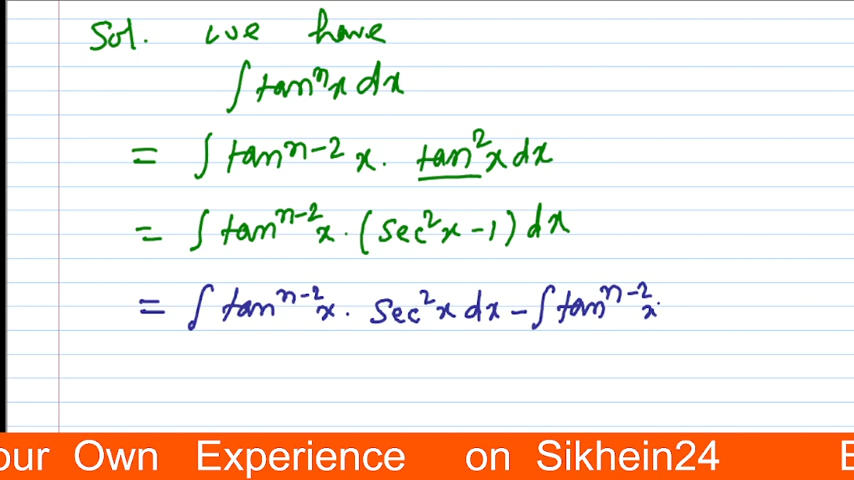 Sol. we have
∫ tanⁿx dx
= ∫ tanⁿ⁻² x . tan²x dx
= ∫ tanⁿ⁻²x . (sec²x - 1) dx
= ∫ tanⁿ⁻²x . sec²x dx - ∫ tanⁿ⁻²x
our Own Experience on Sikhein24 E